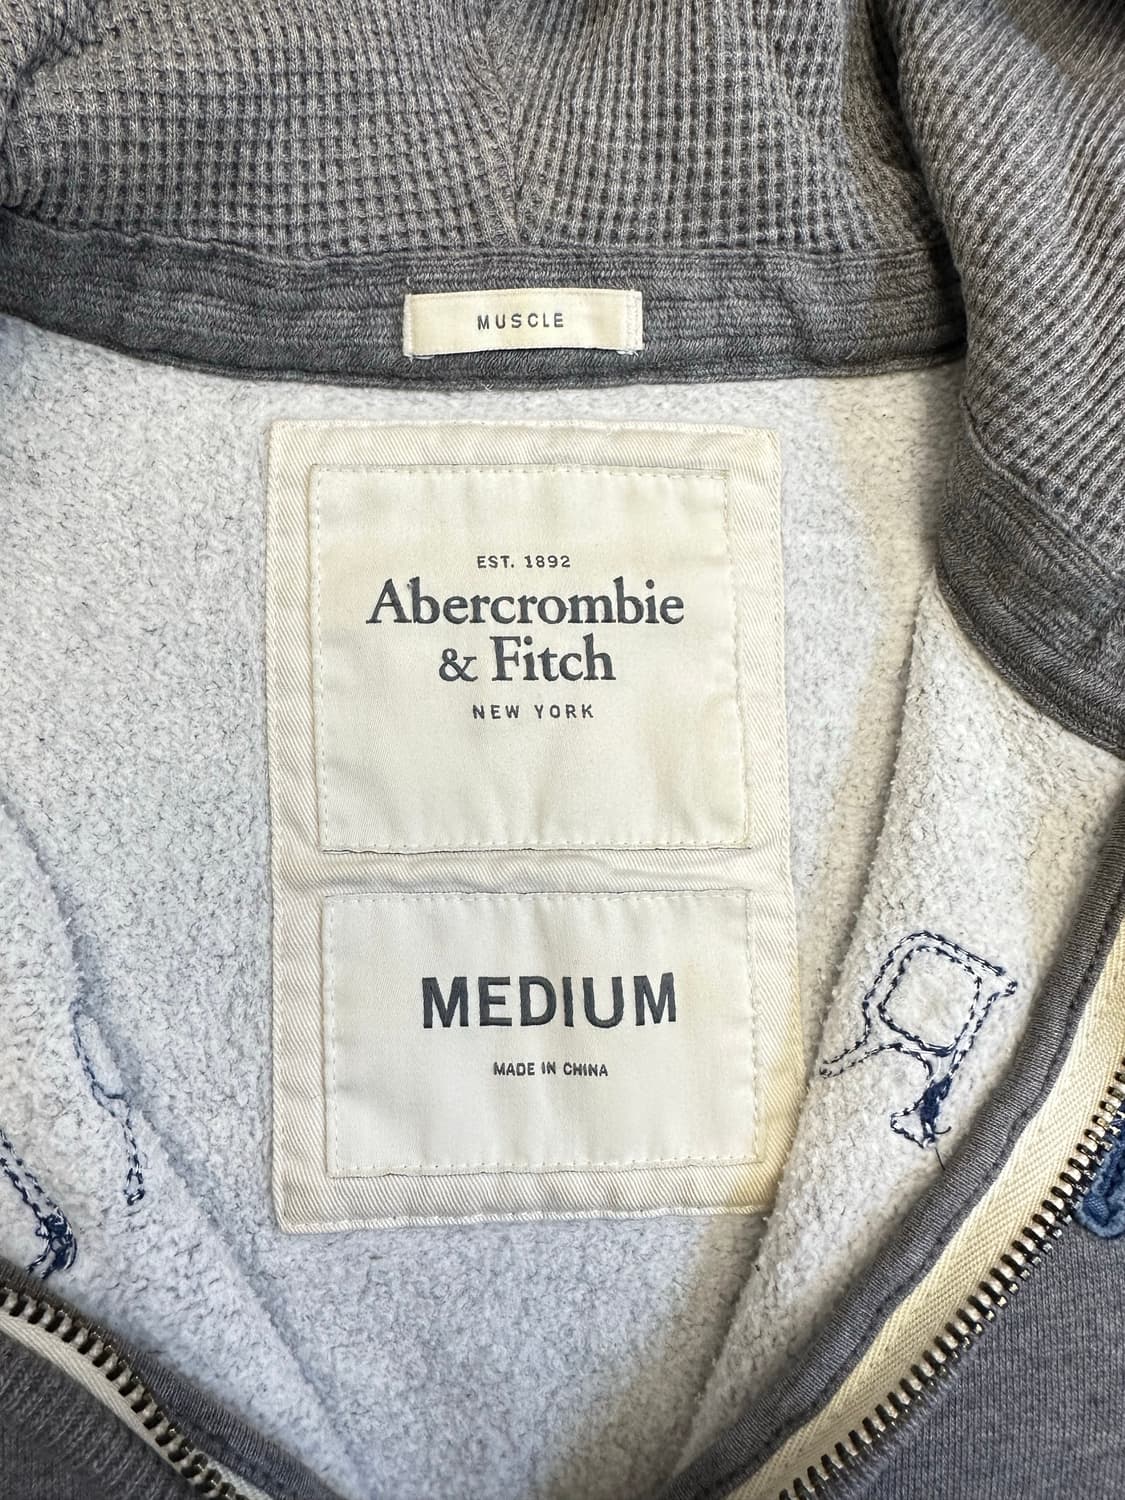 MUSCLE
EST. 1892
Abercrombie
& Fitch
NEW YORK
MEDIUM
MADE IN CHINA